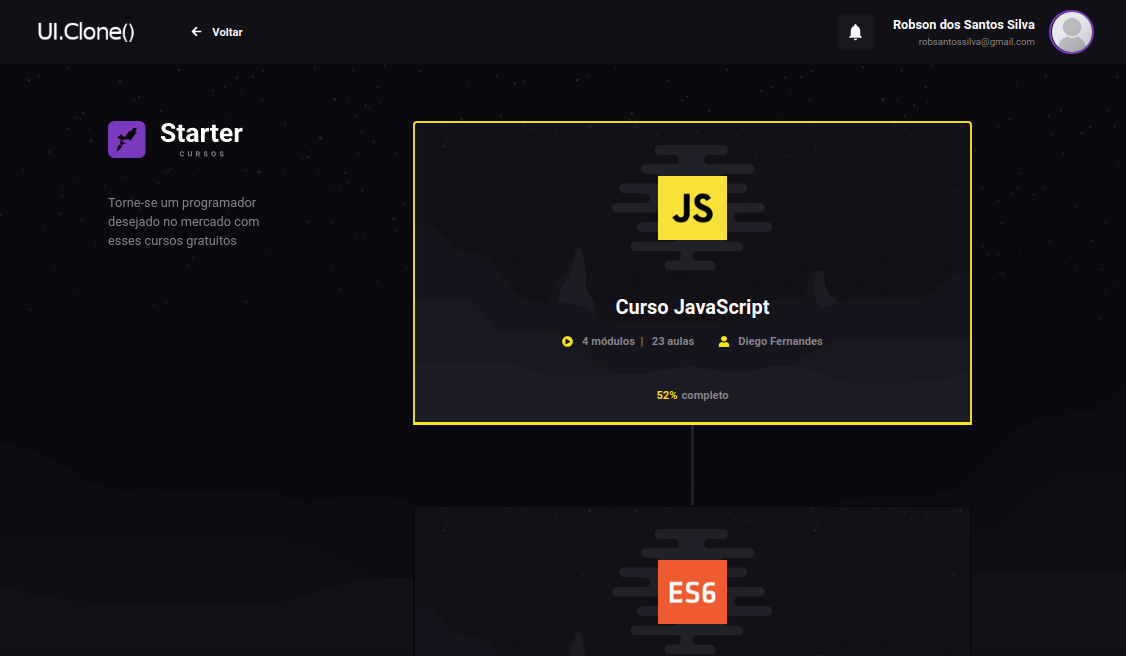 UI.Clone()
Voltar
Robson dos Santos Silva
robsantossilva@gmail.com
Starter
CURSOS
Torne-se um programador
desejado no mercado com
esses cursos gratuitos
JS
Curso JavaScript
4 módulos | 23 aulas Diego Fernandes
52% completo
ES6